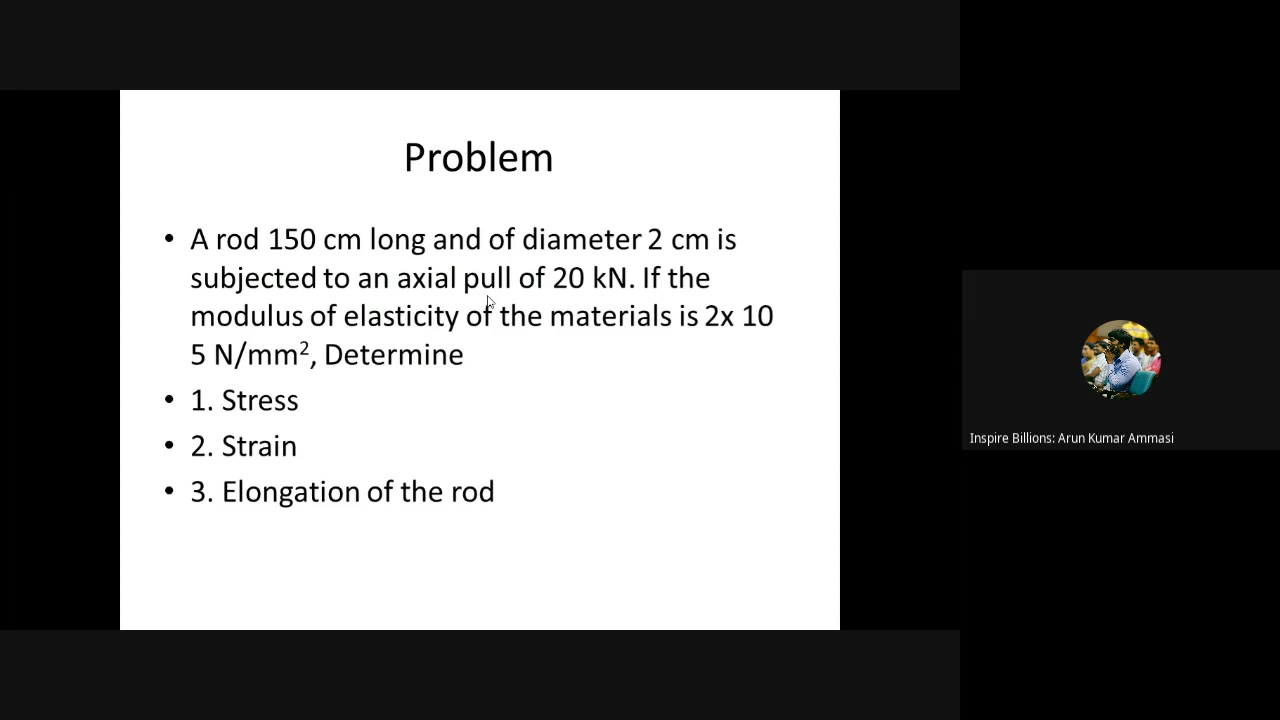 Problem
• A rod 150 cm long and of diameter 2 cm is
subjected to an axial pull of 20 kN. If the
modulus of elasticity of the materials is 2x 10
5 N/mm², Determine
• 1. Stress
• 2. Strain
• 3. Elongation of the rod
Inspire Billions: Arun Kumar Ammasi